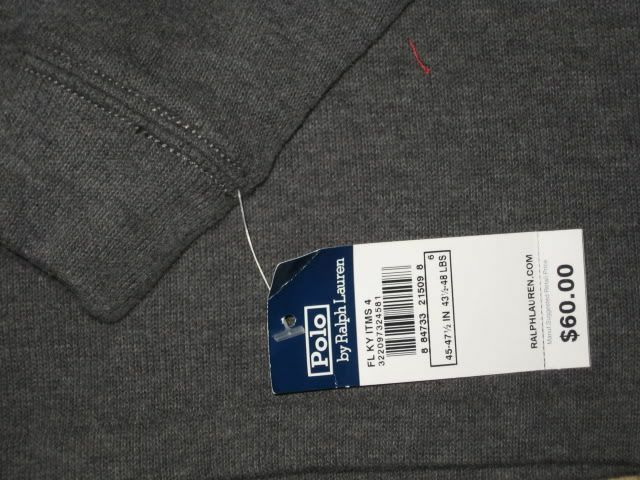 Polo
by Ralph Lauren
FL KY ITMS 4
322097324581
8 84733 21509 8
6
45-47½ IN 43½-48 LBS
RALPHLAUREN.COM
Manuf. Suggested Retail Price
$60.00